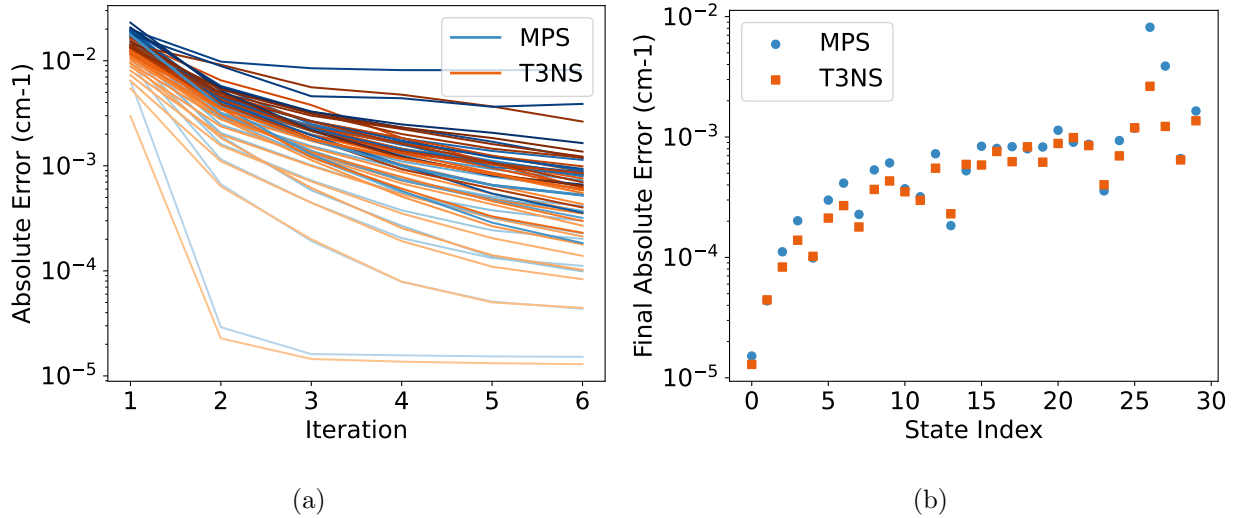 Absolute Error (cm-1)
10⁻²
10⁻³
10⁻⁴
10⁻⁵
1 2 3 4 5 6
Iteration
MPS
T3NS
(a)
Final Absolute Error (cm-1)
10⁻²
10⁻³
10⁻⁴
10⁻⁵
0 5 10 15 20 25 30
State Index
MPS
T3NS
(b)